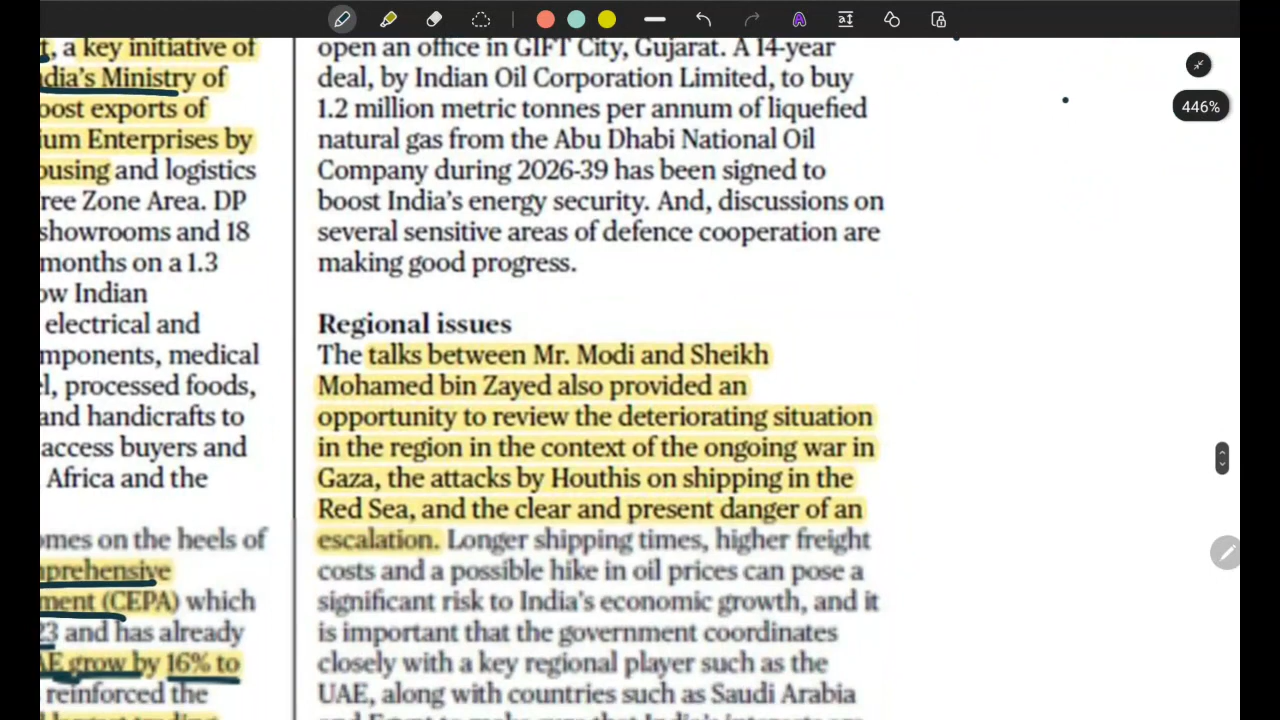 446%
t, a key initiative of
dia's Ministry of
oost exports of
ium Enterprises by
ousing and logistics
ree Zone Area. DP
showrooms and 18
months on a 1.3
ow Indian
electrical and
mponents, medical
el, processed foods,
and handicrafts to
access buyers and
Africa and the
omes on the heels of
prehensive
ment (CEPA) which
23 and has already
AE grow by 16% to
reinforced the
open an office in GIFT City, Gujarat. A 14-year
deal, by Indian Oil Corporation Limited, to buy
1.2 million metric tonnes per annum of liquefied
natural gas from the Abu Dhabi National Oil
Company during 2026-39 has been signed to
boost India's energy security. And, discussions on
several sensitive areas of defence cooperation are
making good progress.
Regional issues
The talks between Mr. Modi and Sheikh
Mohamed bin Zayed also provided an
opportunity to review the deteriorating situation
in the region in the context of the ongoing war in
Gaza, the attacks by Houthis on shipping in the
Red Sea, and the clear and present danger of an
escalation. Longer shipping times, higher freight
costs and a possible hike in oil prices can pose a
significant risk to India's economic growth, and it
is important that the government coordinates
closely with a key regional player such as the
UAE, along with countries such as Saudi Arabia